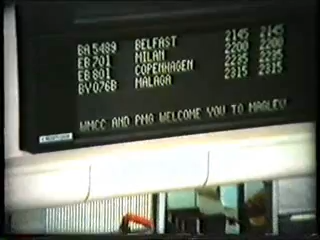 BA 5489 BELFAST 2145 2145
EB 701 MILAN 2200 2200
EB 801 COPENHAGEN 2235 2235
BY 076B MALAGA 2315 2315
WMCC AND PMG WELCOME YOU TO MAGLEV